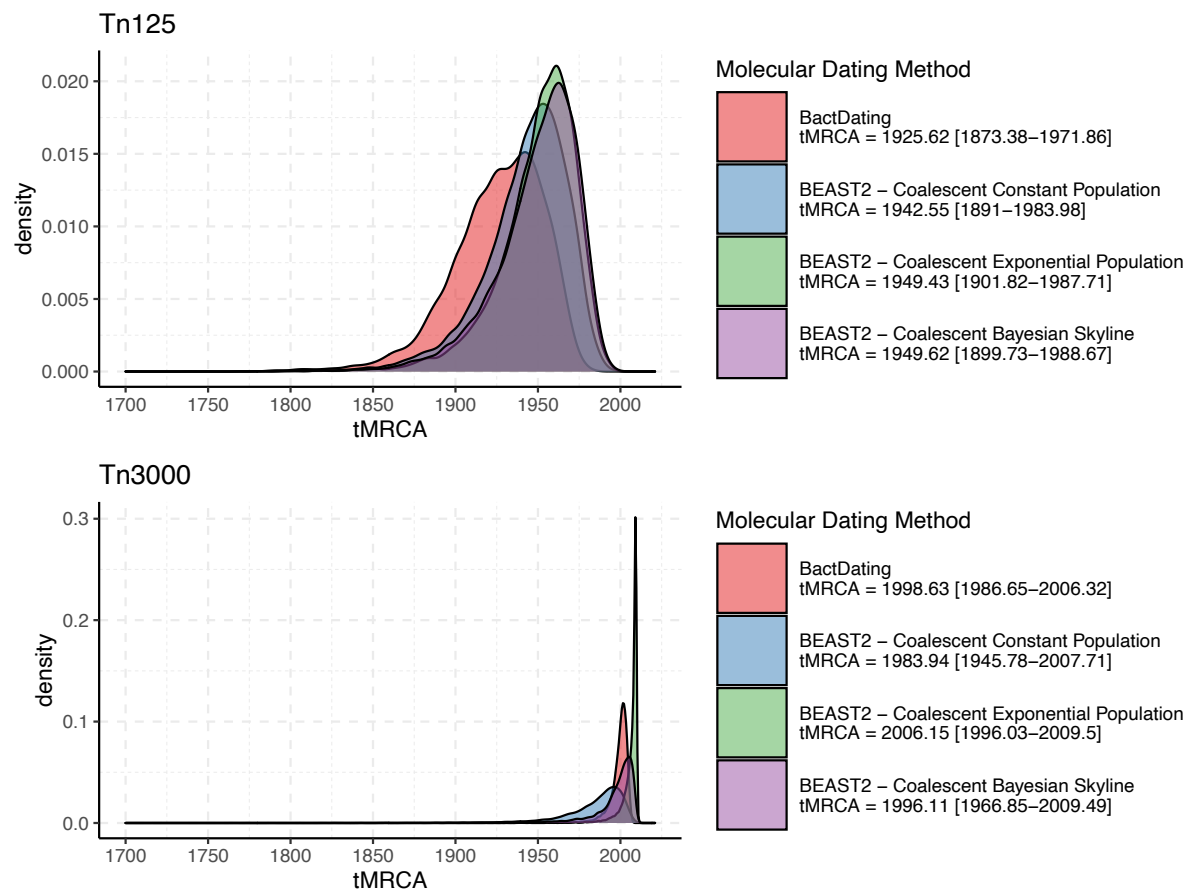 Tn125
density
0.020
0.015
0.010
0.005
0.000
1700 1750 1800 1850 1900 1950 2000
tMRCA
Molecular Dating Method
BactDating
tMRCA = 1925.62 [1873.38−1971.86]
BEAST2 − Coalescent Constant Population
tMRCA = 1942.55 [1891−1983.98]
BEAST2 − Coalescent Exponential Population
tMRCA = 1949.43 [1901.82−1987.71]
BEAST2 − Coalescent Bayesian Skyline
tMRCA = 1949.62 [1899.73−1988.67]
Tn3000
density
0.3
0.2
0.1
0.0
1700 1750 1800 1850 1900 1950 2000
tMRCA
Molecular Dating Method
BactDating
tMRCA = 1998.63 [1986.65−2006.32]
BEAST2 − Coalescent Constant Population
tMRCA = 1983.94 [1945.78−2007.71]
BEAST2 − Coalescent Exponential Population
tMRCA = 2006.15 [1996.03−2009.5]
BEAST2 − Coalescent Bayesian Skyline
tMRCA = 1996.11 [1966.85−2009.49]